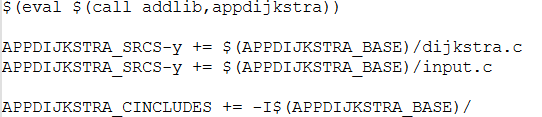 $(eval $(call addlib,appdijkstra))
APPDIJKSTRA_SRCS-y += $(APPDIJKSTRA_BASE)/dijkstra.c
APPDIJKSTRA_SRCS-y += $(APPDIJKSTRA_BASE)/input.c
APPDIJKSTRA_CINCLUDES += -I$(APPDIJKSTRA_BASE)/